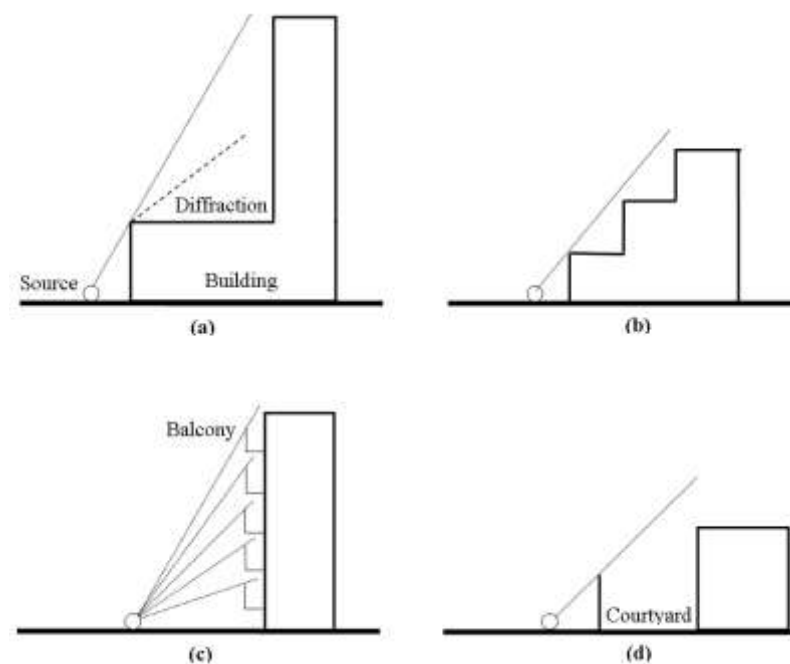 Diffraction
Source
Building
(a)
(b)
Balcony
Courtyard
(c)
(d)